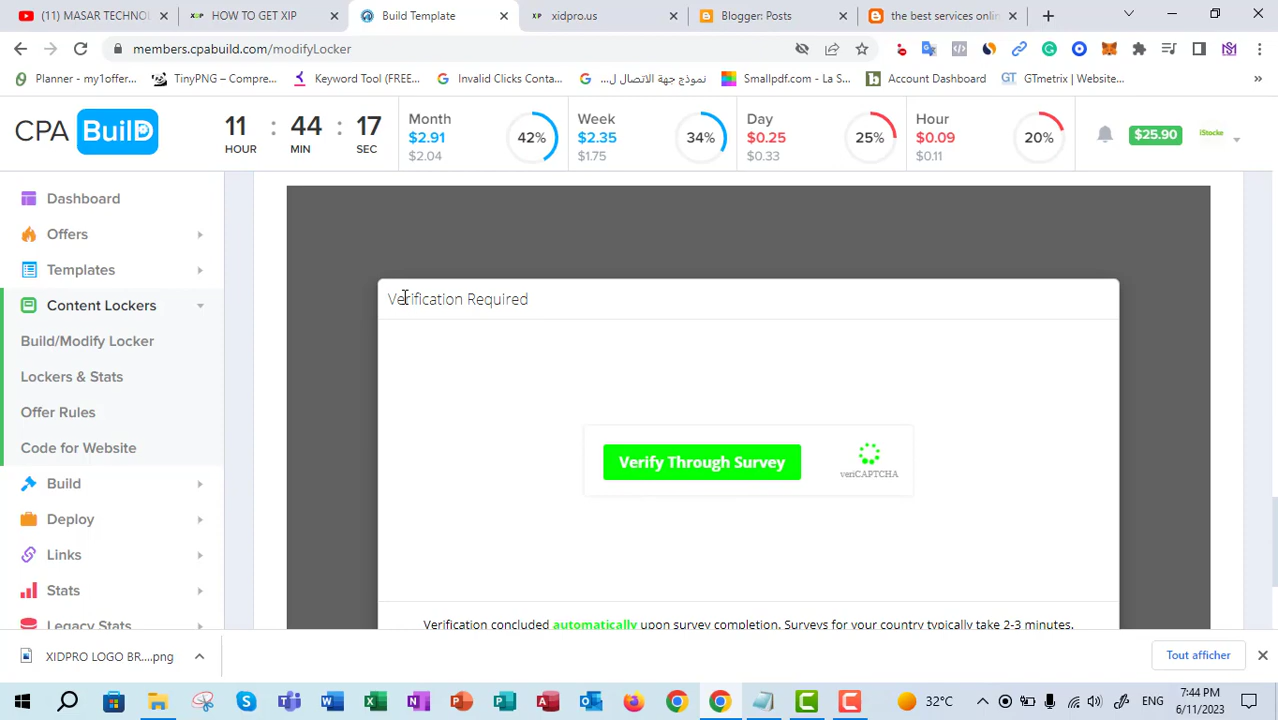 (11) MASAR TECHNOL
HOW TO GET XIP
Build Template
xidpro.us
Blogger: Posts
the best services onlin
members.cpabuild.com/modifyLocker
Planner - my1offer...
TinyPNG – Compre...
Keyword Tool (FREE...
Invalid Clicks Conta...
نموذج جهة الاتصال ل...
Smallpdf.com - La S...
Account Dashboard
GTmetrix | Website...
»
CPA BuilD
11 : 44 : 17
HOUR MIN SEC
Month
$2.91
$2.04
42%
Week
$2.35
$1.75
34%
Day
$0.25
$0.33
25%
Hour
$0.09
$0.11
20%
$25.90
iStocke
Dashboard
Offers
Templates
Content Lockers
Build/Modify Locker
Lockers & Stats
Offer Rules
Code for Website
Build
Deploy
Links
Stats
Legacy Stats
Verification Required
Verify Through Survey
veriCAPTCHA
Verification concluded automatically upon survey completion. Surveys for your country typically take 2-3 minutes.
XIDPRO LOGO BR....png
Tout afficher
32°C
ENG
7:44 PM
6/11/2023